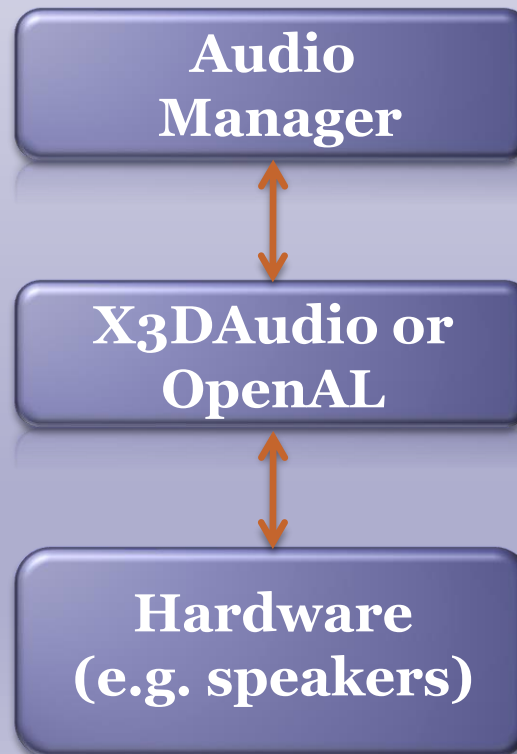 Audio
Manager
X3DAudio or
OpenAL
Hardware
(e.g. speakers)